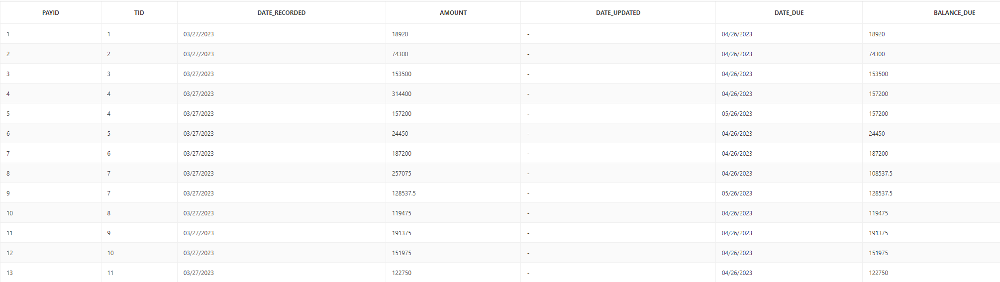 PAYID TID DATE_RECORDED AMOUNT DATE_UPDATED DATE_DUE BALANCE_DUE
1 1 03/27/2023 18920 - 04/26/2023 18920
2 2 03/27/2023 74300 - 04/26/2023 74300
3 3 03/27/2023 153500 - 04/26/2023 153500
4 4 03/27/2023 314400 - 04/26/2023 157200
5 4 03/27/2023 157200 - 05/26/2023 157200
6 5 03/27/2023 24450 - 04/26/2023 24450
7 6 03/27/2023 187200 - 04/26/2023 187200
8 7 03/27/2023 257075 - 04/26/2023 108537.5
9 7 03/27/2023 128537.5 - 05/26/2023 128537.5
10 8 03/27/2023 119475 - 04/26/2023 119475
11 9 03/27/2023 191375 - 04/26/2023 191375
12 10 03/27/2023 151975 - 04/26/2023 151975
13 11 03/27/2023 122750 - 04/26/2023 122750